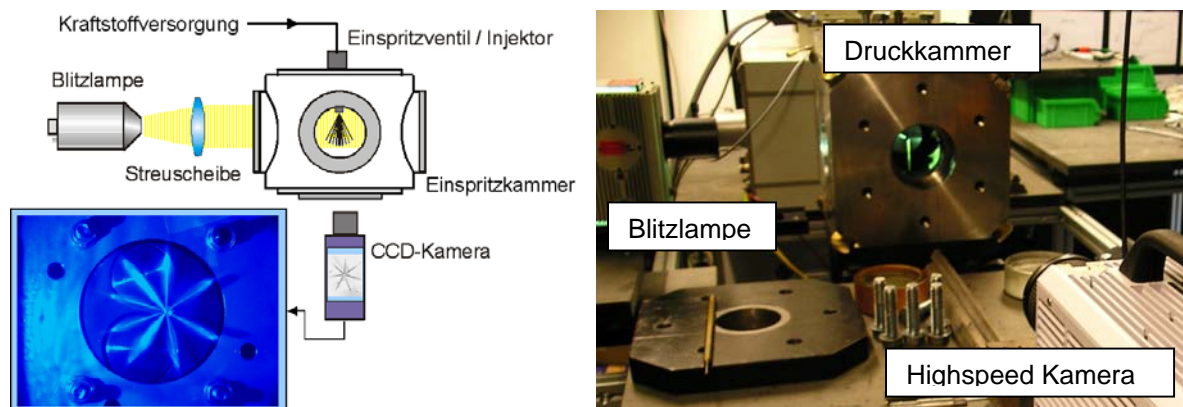 Kraftstoffversorgung
Einspritzventil / Injektor
Blitzlampe
Streuscheibe
Einspritzkammer
CCD-Kamera
Druckkammer
Blitzlampe
Highspeed Kamera